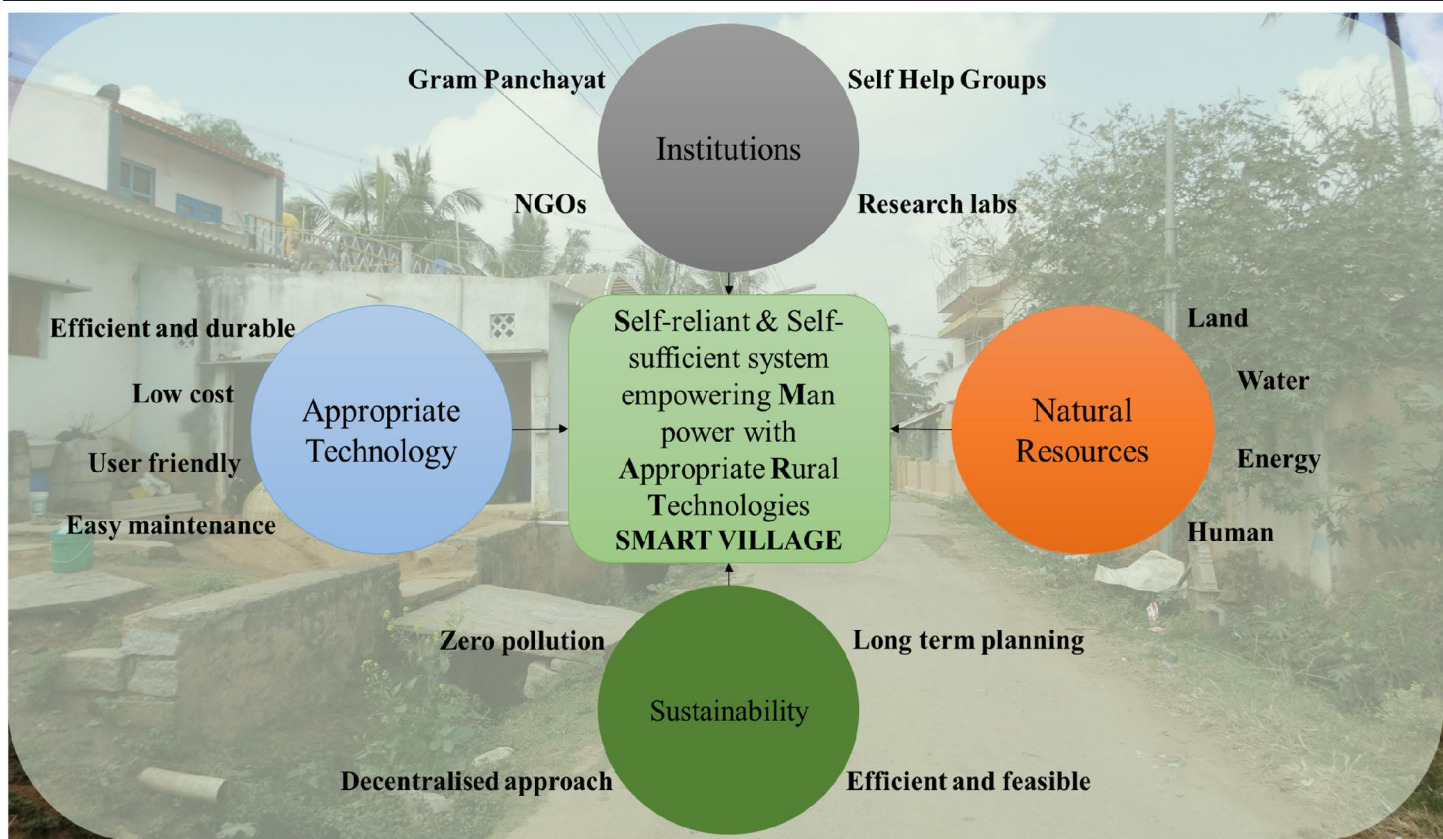 Gram Panchayat
Self Help Groups
Institutions
NGOs
Research labs
Efficient and durable
Low cost
User friendly
Easy maintenance
Appropriate
Technology
Self-reliant & Self-
sufficient system
empowering Man
power with
Appropriate Rural
Technologies
SMART VILLAGE
Natural
Resources
Land
Water
Energy
Human
Zero pollution
Long term planning
Sustainability
Decentralised approach
Efficient and feasible